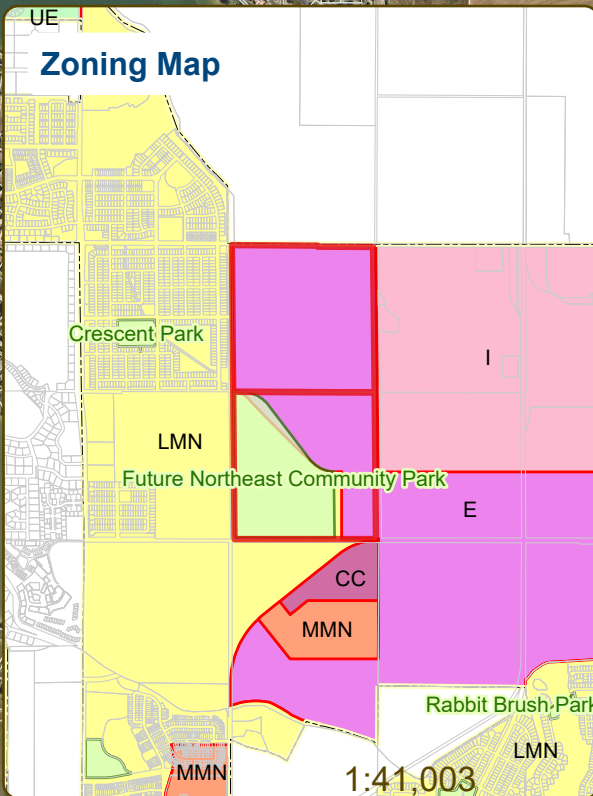 UE
Zoning Map
Crescent Park
I
LMN
Future Northeast Community Park
E
CC
MMN
Rabbit Brush Park
LMN
MMN
1:41,003